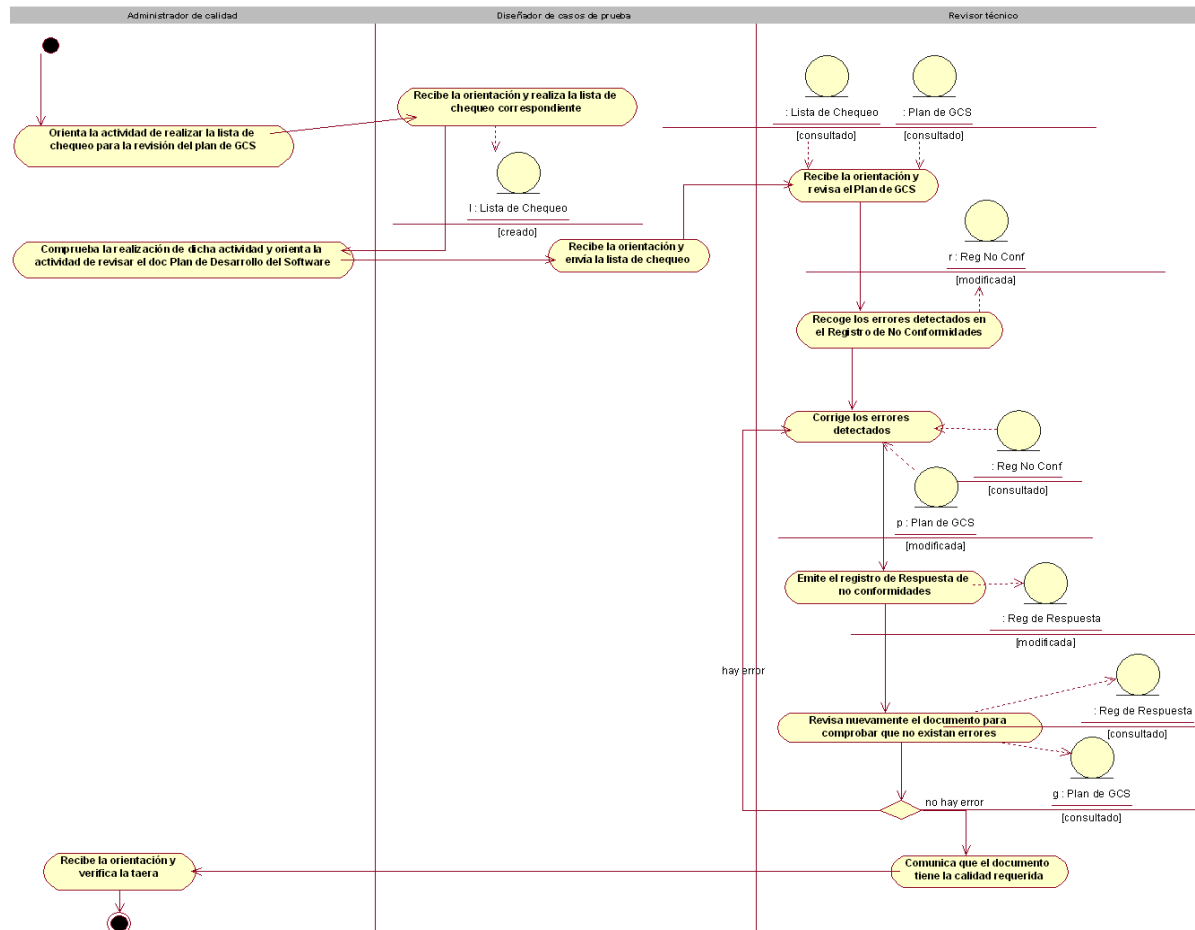 Administrador de calidad
Diseñador de casos de prueba
Revisor técnico
Orienta la actividad de realizar la lista de
chequeo para la revisión del plan de GCS
Recibe la orientación y realiza la lista de
chequeo correspondiente
l : Lista de Chequeo
[creado]
Comprueba la realización de dicha actividad y orienta la
actividad de revisar el doc Plan de Desarrollo del Software
Recibe la orientación y
envía la lista de chequeo
: Lista de Chequeo
[consultado]
: Plan de GCS
[consultado]
Recibe la orientación y
revisa el Plan de GCS
r : Reg No Conf
[modificada]
Recoge los errores detectados en
el Registro de No Conformidades
Corrige los errores
detectados
: Reg No Conf
[consultado]
p : Plan de GCS
[modificada]
Emite el registro de Respuesta de
no conformidades
: Reg de Respuesta
[modificada]
hay error
Revisa nuevamente el documento para
comprobar que no existan errores
: Reg de Respuesta
[consultado]
g : Plan de GCS
[consultado]
no hay error
Comunica que el documento
tiene la calidad requerida
Recibe la orientación y
verifica la taera